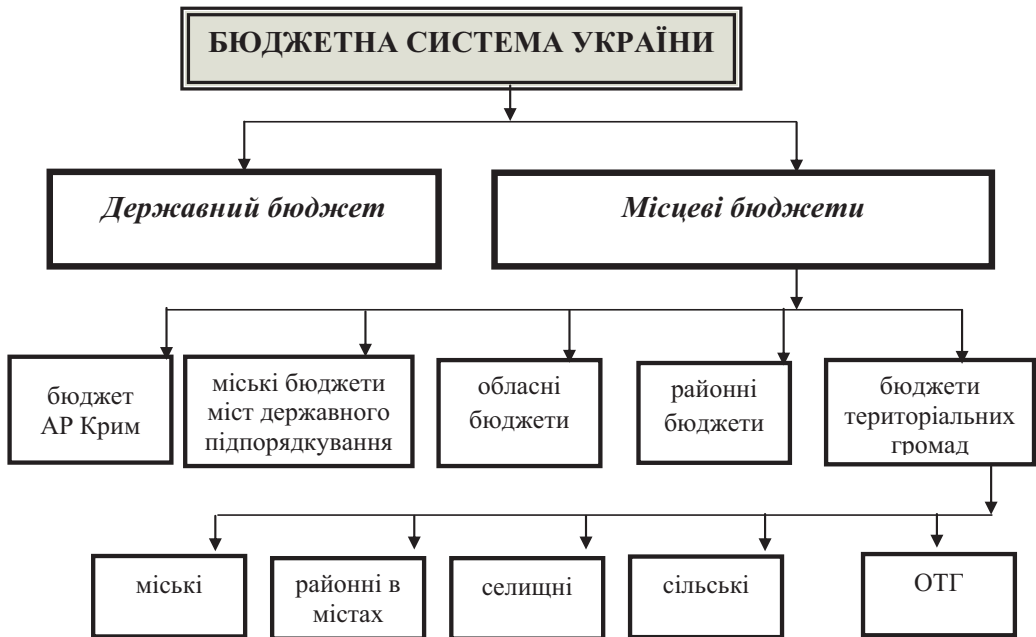 БЮДЖЕТНА СИСТЕМА УКРАЇНИ
Державний бюджет
Місцеві бюджети
бюджет
АР Крим
міські бюджети
міст державного
підпорядкування
обласні
бюджети
районні
бюджети
бюджети
територіальних
громад
міські
районні в
містах
селищні
сільські
ОТГ